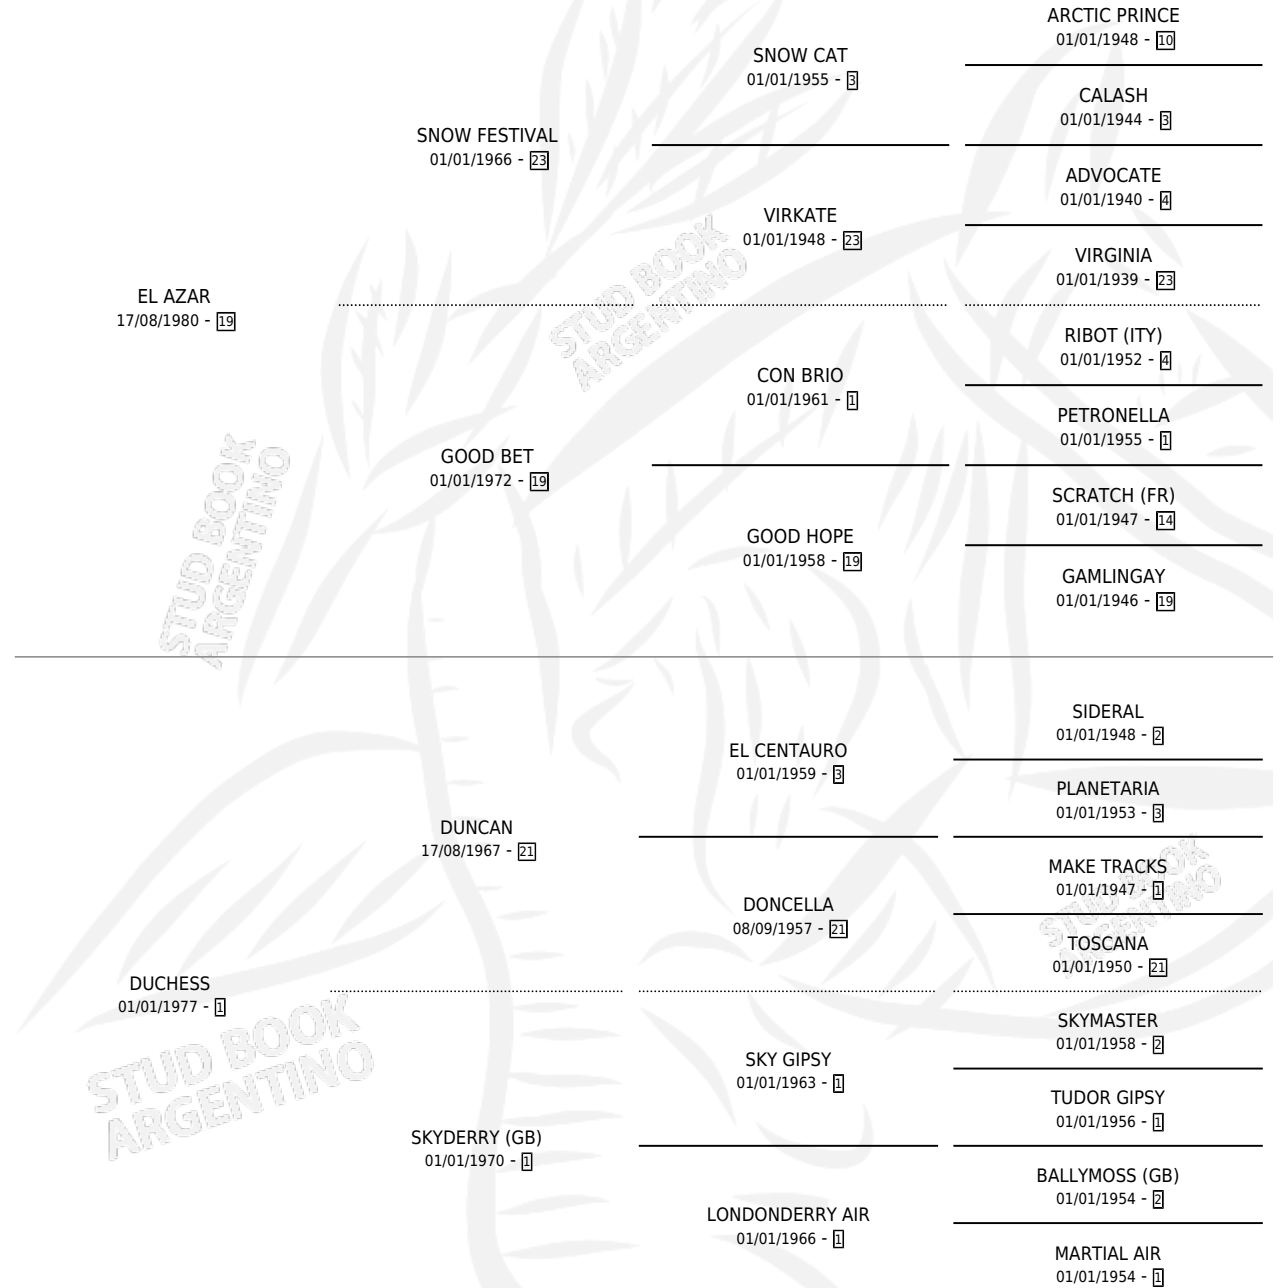 ARCTIC PRINCE
01/01/1948 - 10
SNOW CAT
01/01/1955 - 3
CALASH
01/01/1944 - 3
SNOW FESTIVAL
01/01/1966 - 23
ADVOCATE
01/01/1940 - 4
VIRKATE
01/01/1948 - 23
VIRGINIA
01/01/1939 - 23
EL AZAR
17/08/1980 - 19
RIBOT (ITY)
01/01/1952 - 4
CON BRIO
01/01/1961 - 1
PETRONELLA
01/01/1955 - 1
GOOD BET
01/01/1972 - 19
SCRATCH (FR)
01/01/1947 - 14
GOOD HOPE
01/01/1958 - 19
GAMLINGAY
01/01/1946 - 19
SIDERAL
01/01/1948 - 2
EL CENTAURO
01/01/1959 - 3
PLANETARIA
01/01/1953 - 3
DUNCAN
17/08/1967 - 21
MAKE TRACKS
01/01/1947 - 1
DONCELLA
08/09/1957 - 21
TOSCANA
01/01/1950 - 21
DUCHESS
01/01/1977 - 1
SKYMASTER
01/01/1958 - 2
SKY GIPSY
01/01/1963 - 1
TUDOR GIPSY
01/01/1956 - 1
SKYDERRY (GB)
01/01/1970 - 1
BALLYMOSS (GB)
01/01/1954 - 2
LONDONDERRY AIR
01/01/1966 - 1
MARTIAL AIR
01/01/1954 - 1
STUD BOOK
ARGENTINO
STUD BOOK
ARGENTINO
STUD BOOK
ARGENTINO
STUD BOOK
ARGENTINO